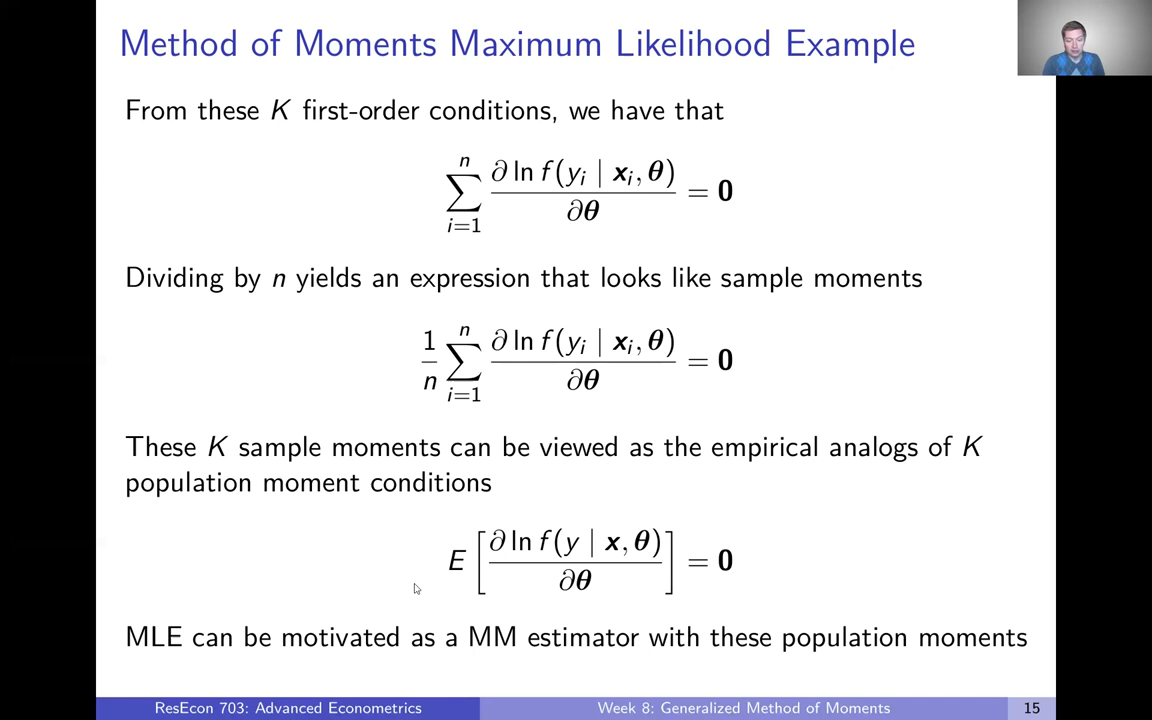 Method of Moments Maximum Likelihood Example
From these K first-order conditions, we have that
∑_{i=1}^{n} ∂ ln f(y_i | x_i, θ) / ∂θ = 0
Dividing by n yields an expression that looks like sample moments
1/n ∑_{i=1}^{n} ∂ ln f(y_i | x_i, θ) / ∂θ = 0
These K sample moments can be viewed as the empirical analogs of K
population moment conditions
E [ ∂ ln f(y | x, θ) / ∂θ ] = 0
MLE can be motivated as a MM estimator with these population moments
ResEcon 703: Advanced Econometrics
Week 8: Generalized Method of Moments
15